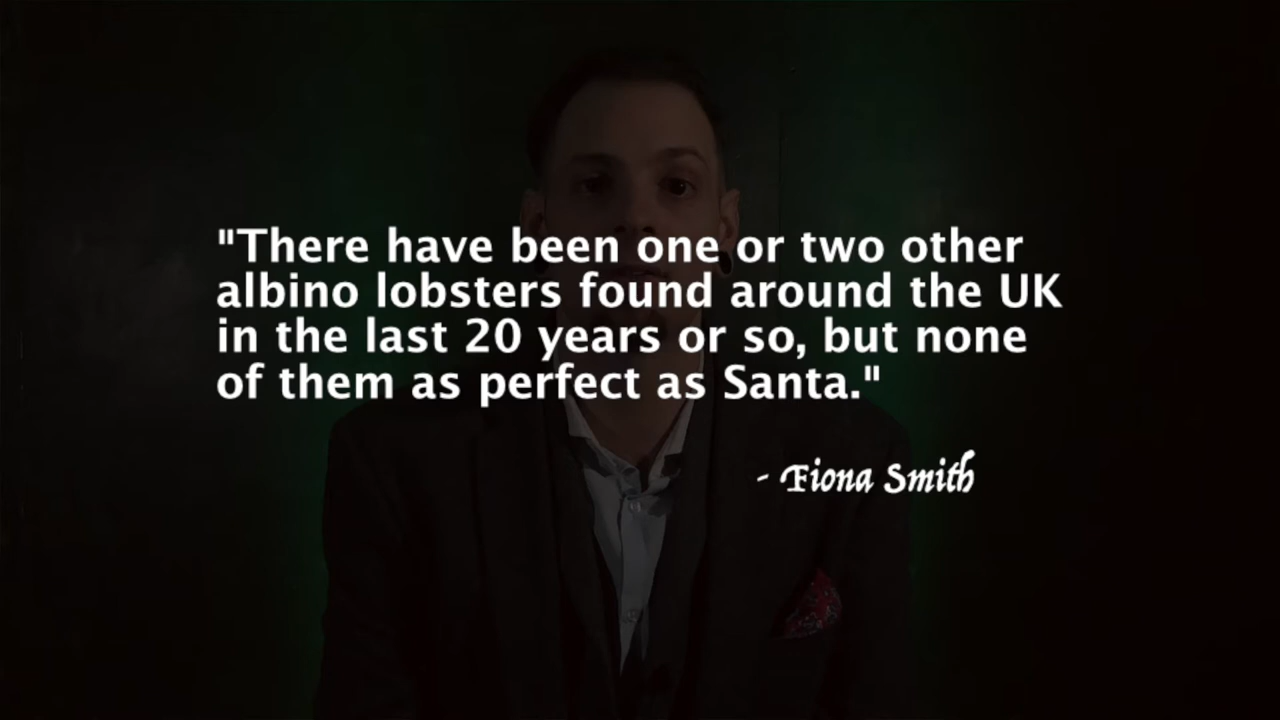 "There have been one or two other
albino lobsters found around the UK
in the last 20 years or so, but none
of them as perfect as Santa."
- Fiona Smith